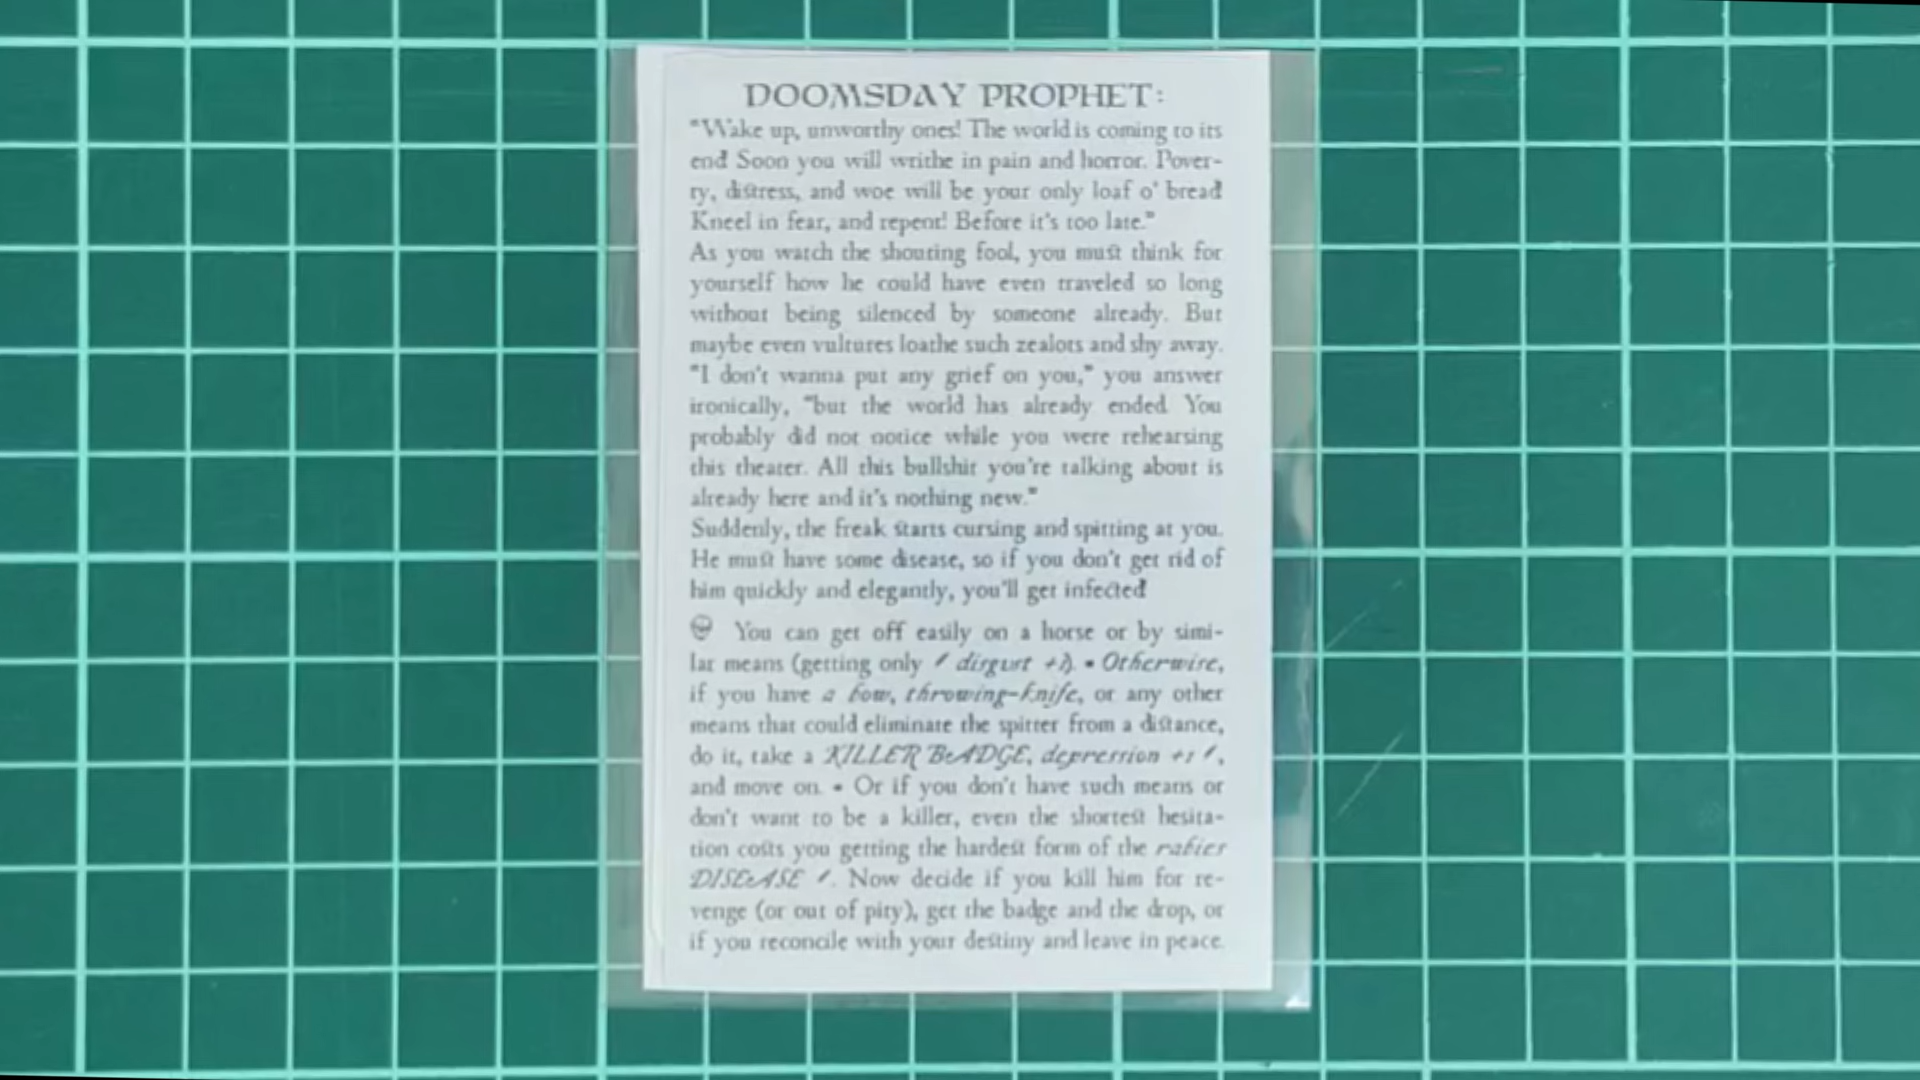 DOOMSDAY PROPHET:
"Wake up, unworthy ones! The world is coming to its
end! Soon you will writhe in pain and horror. Pover-
ty, distress, and woe will be your only loaf o' bread!
Kneel in fear, and repent! Before it's too late."
As you watch the shouting fool, you must think for
yourself how he could have even traveled so long
without being silenced by someone already. But
maybe even vultures loathe such zealots and shy away.
"I don't wanna put any grief on you," you answer
ironically, "but the world has already ended. You
probably did not notice while you were rehearsing
this theater. All this bullshit you're talking about is
already here and it's nothing new."
Suddenly, the freak starts cursing and spitting at you.
He must have some disease, so if you don't get rid of
him quickly and elegantly, you'll get infected!
You can get off easily on a horse or by simi-
lar means (getting only disgust • Otherwise,
if you have a bow, throwing-knife, or any other
means that could eliminate the spitter from a distance,
do it, take a KILLER BADGE, depression +1,
and move on. • Or if you don't have such means or
don't want to be a killer, even the shortest hesita-
tion costs you getting the hardest form of the rabies
DISEASE. Now decide if you kill him for re-
venge (or out of pity), get the badge and the drop, or
if you reconcile with your destiny and leave in peace.